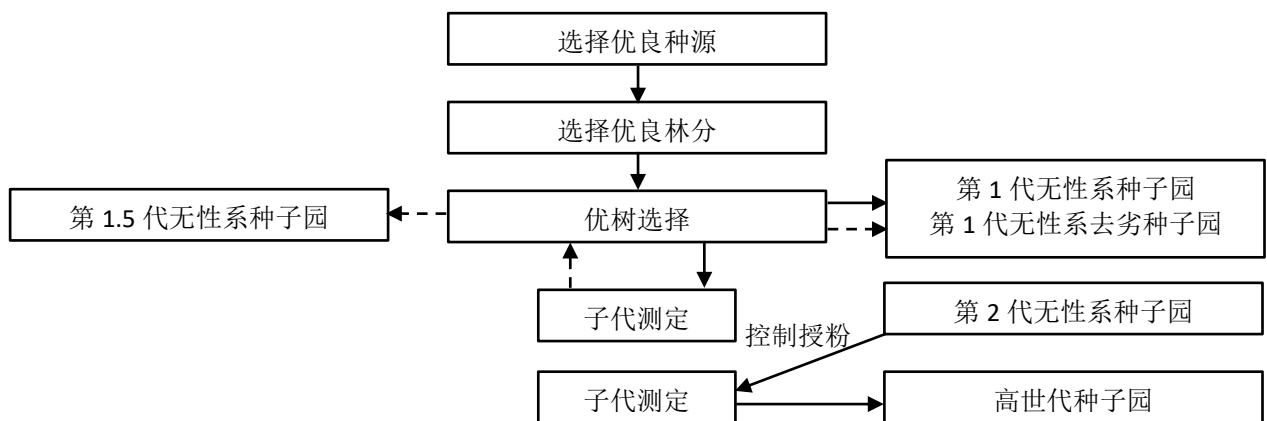 选择优良种源
选择优良林分
第 1.5 代无性系种子园
优树选择
第 1 代无性系种子园
第 1 代无性系去劣种子园
子代测定
第 2 代无性系种子园
控制授粉
子代测定
高世代种子园